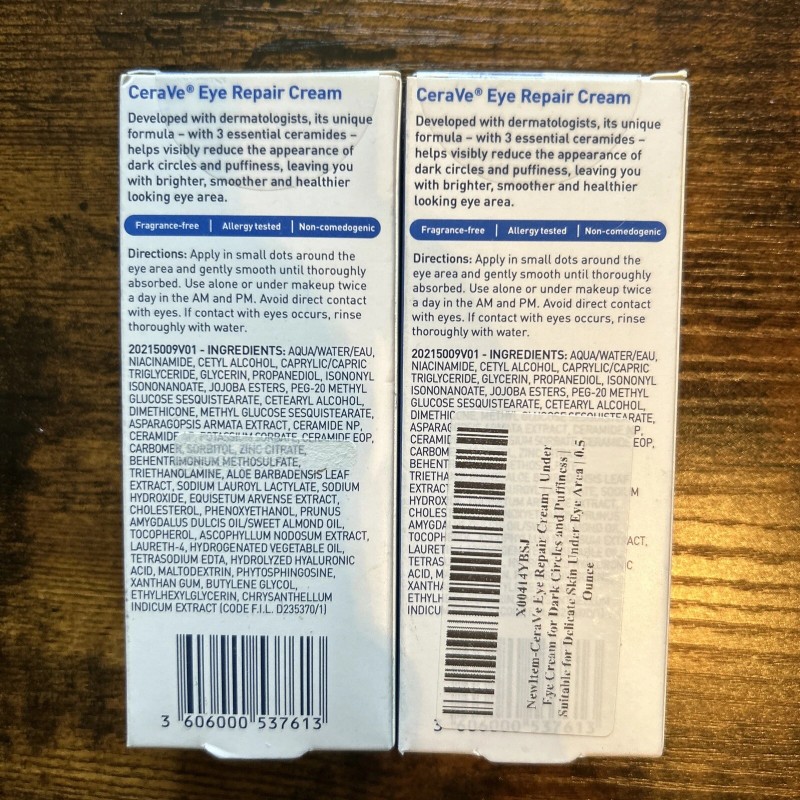 CeraVe® Eye Repair Cream
Developed with dermatologists, its unique
formula – with 3 essential ceramides –
helps visibly reduce the appearance of
dark circles and puffiness, leaving you
with brighter, smoother and healthier
looking eye area.
Fragrance-free | Allergy tested | Non-comedogenic
Directions: Apply in small dots around the
eye area and gently smooth until thoroughly
absorbed. Use alone or under makeup twice
a day in the AM and PM. Avoid direct contact
with eyes. If contact with eyes occurs, rinse
thoroughly with water.
20215009V01 - INGREDIENTS: AQUA/WATER/EAU,
NIACINAMIDE, CETYL ALCOHOL, CAPRYLIC/CAPRIC
TRIGLYCERIDE, GLYCERIN, PROPANEDIOL, ISONONYL
ISONONANOATE, JOJOBA ESTERS, PEG-20 METHYL
GLUCOSE SESQUISTEARATE, CETEARYL ALCOHOL,
DIMETHICONE, METHYL GLUCOSE SESQUISTEARATE,
ASPARAGOPSIS ARMATA EXTRACT, CERAMIDE NP,
CERAMIDE AP, POTASSIUM SORBATE, CERAMIDE EOP,
CARBOMER, SORBITOL, ZINC CITRATE,
BEHENTRIMONIUM METHOSULFATE,
TRIETHANOLAMINE, ALOE BARBADENSIS LEAF
EXTRACT, SODIUM LAUROYL LACTYLATE, SODIUM
HYDROXIDE, EQUISETUM ARVENSE EXTRACT,
CHOLESTEROL, PHENOXYETHANOL, PRUNUS
AMYGDALUS DULCIS OIL/SWEET ALMOND OIL,
TOCOPHEROL, ASCOPHYLLUM NODOSUM EXTRACT,
LAURETH-4, HYDROGENATED VEGETABLE OIL,
TETRASODIUM EDTA, HYDROLYZED HYALURONIC
ACID, MALTODEXTRIN, PHYTOSPHINGOSINE,
XANTHAN GUM, BUTYLENE GLYCOL,
ETHYLHEXYLGLYCERIN, CHRYSANTHELLUM
INDICUM EXTRACT (CODE F.I.L. D235370/1)
3 606000 537613
CeraVe® Eye Repair Cream
Developed with dermatologists, its unique
formula – with 3 essential ceramides –
helps visibly reduce the appearance of
dark circles and puffiness, leaving you
with brighter, smoother and healthier
looking eye area.
Fragrance-free | Allergy tested | Non-comedogenic
Directions: Apply in small dots around the
eye area and gently smooth until thoroughly
absorbed. Use alone or under makeup twice
a day in the AM and PM. Avoid direct contact
with eyes. If contact with eyes occurs, rinse
thoroughly with water.
20215009V01 - INGREDIENTS: AQUA/WATER/EAU,
NIACINAMIDE, CETYL ALCOHOL, CAPRYLIC/CAPRIC
TRIGLYCERIDE, GLYCERIN, PROPANEDIOL, ISONONYL
ISONONANOATE, JOJOBA ESTERS, PEG-20 METHYL
GLUCOSE SESQUISTEARATE, CETEARYL ALCOHOL,
X00414YBSJ
NewItem-CeraVe Eye Repair Cream | Under
Eye Cream for Dark Circles and Puffiness |
Suitable for Delicate Skin Under Eye Area | 0.5
Ounce
3 606000 537613